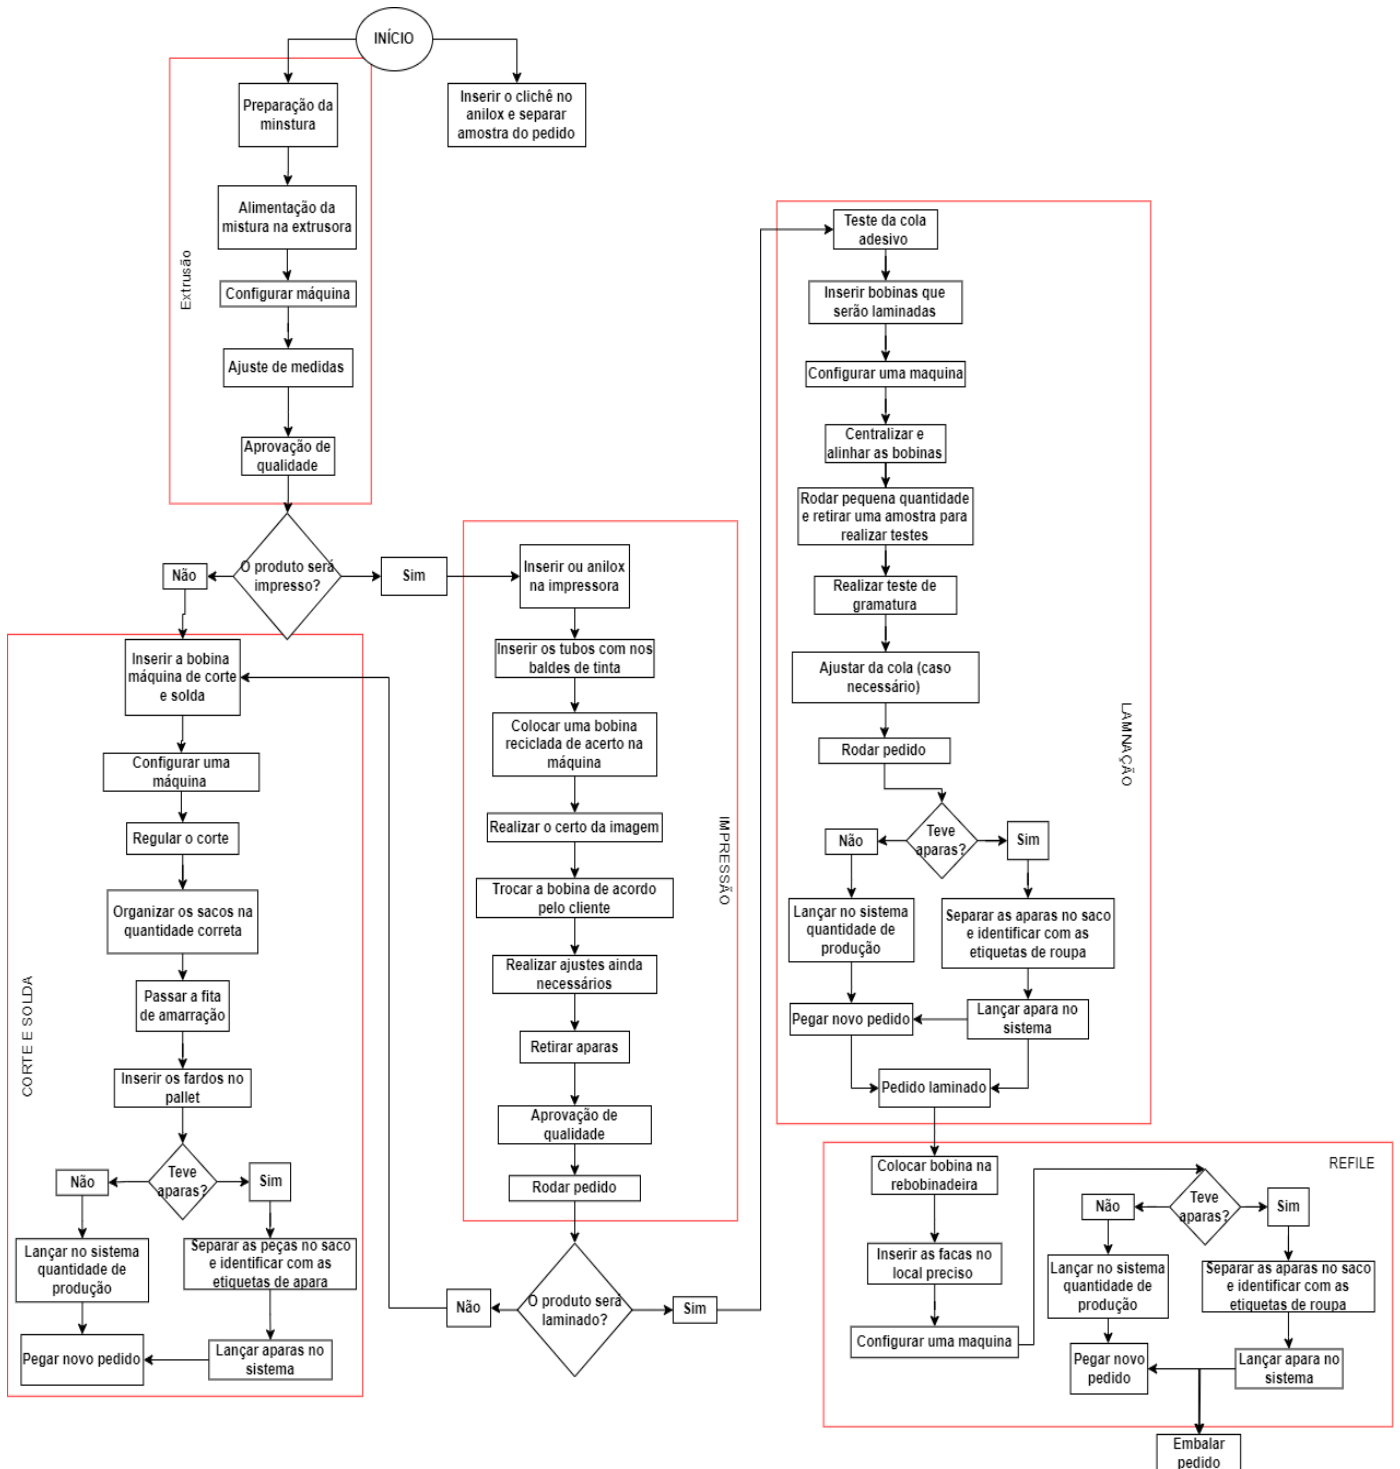 INÍCIO
Preparação da
minstura
Inserir o clichê no
anilox e separar
amostra do pedido
Alimentação da
mistura na extrusora
Configurar máquina
Ajuste de medidas
Aprovação de
qualidade
Extrusão
O produto será
impresso?
Não
Sim
Inserir a bobina
máquina de corte
e solda
Configurar uma
máquina
Regular o corte
Organizar os sacos na
quantidade correta
Passar a fita
de amarração
Inserir os fardos no
pallet
Teve
aparas?
Não
Sim
Lançar no sistema
quantidade de
produção
Separar as peças no saco
e identificar com as
etiquetas de apara
Pegar novo pedido
Lançar aparas no
sistema
CORTE E SOLDA
Inserir ou anilox
na impressora
Inserir os tubos com nos
baldes de tinta
Colocar uma bobina
reciclada de acerto na
máquina
Realizar o certo da imagem
Trocar a bobina de acordo
pelo cliente
Realizar ajustes ainda
necessários
Retirar aparas
Aprovação de
qualidade
Rodar pedido
IMPRESSÃO
O produto será
laminado?
Não
Sim
Teste da cola
adesivo
Inserir bobinas que
serão laminadas
Configurar uma maquina
Centralizar e
alinhar as bobinas
Rodar pequena quantidade
e retirar uma amostra para
realizar testes
Realizar teste de
gramatura
Ajustar da cola (caso
necessário)
Rodar pedido
Teve
aparas?
Não
Sim
Lançar no sistema
quantidade de
produção
Separar as aparas no saco
e identificar com as
etiquetas de roupa
Pegar novo pedido
Lançar apara no
sistema
Pedido laminado
LAMNAÇÃO
Colocar bobina na
rebobinadeira
Inserir as facas no
local preciso
Configurar uma maquina
REFILE
Teve
aparas?
Não
Sim
Lançar no sistema
quantidade de
produção
Separar as aparas no saco
e identificar com as
etiquetas de roupa
Pegar novo
pedido
Lançar apara no
sistema
Embalar
pedido